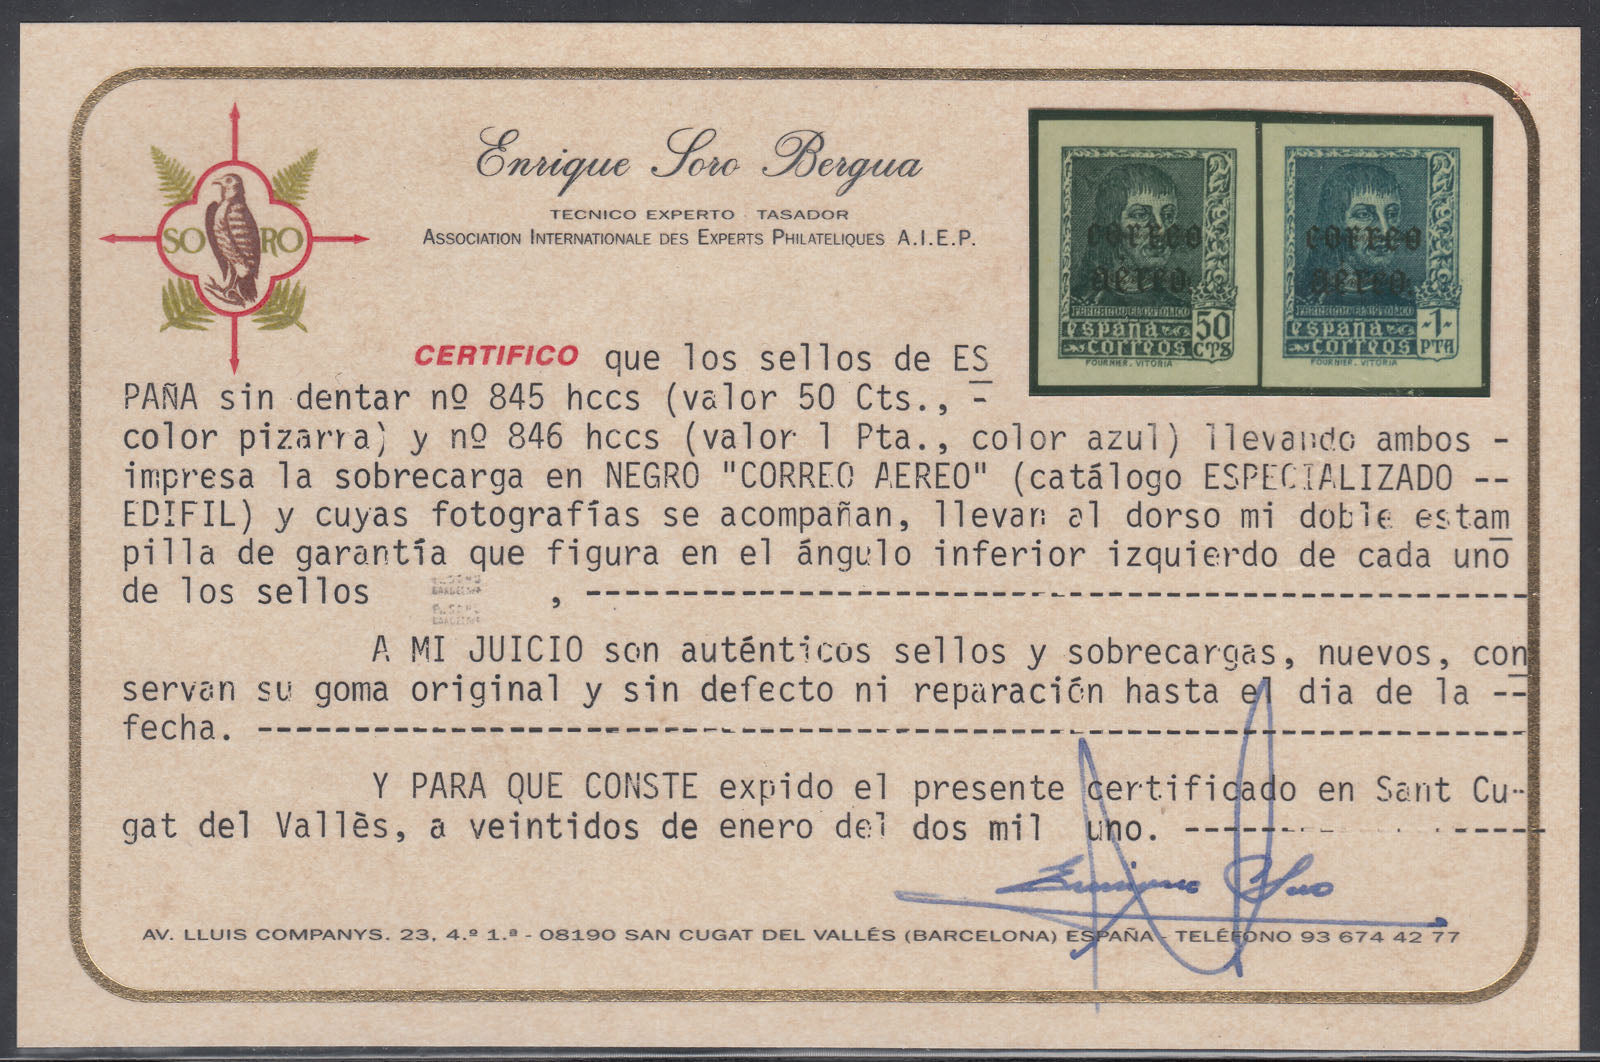 SO RO
Enrique Soro Bergua
TECNICO EXPERTO · TASADOR
ASSOCIATION INTERNATIONALE DES EXPERTS PHILATELIQUES A.I.E.P.
correo
aéreo
FERNANDO EL CATOLICO
españa
correos
50
CTS
FOURNIER. VITORIA
correo
aéreo
FERNANDO EL CATOLICO
españa
correos
-1-
PTA
FOURNIER. VITORIA
CERTIFICO que los sellos de ES
PAÑA sin dentar nº 845 hccs (valor 50 Cts., -
color pizarra) y nº 846 hccs (valor 1 Pta., color azul) llevando ambos -
impresa la sobrecarga en NEGRO "CORREO AEREO" (catálogo ESPECIALIZADO --
EDIFIL) y cuyas fotografías se acompañan, llevan al dorso mi doble estam
pilla de garantía que figura en el ángulo inferior izquierdo de cada uno
de los sellos , -------------------------------------------------
BARCELONA
BARCELONA
A MI JUICIO son auténticos sellos y sobrecargas, nuevos, con
servan su goma original y sin defecto ni reparación hasta el dia de la --
fecha. ------------------------------------------------------------------
Y PARA QUE CONSTE expido el presente certificado en Sant Cu-
gat del Vallès, a veintidos de enero del dos mil uno. -------------------
Enrique Soro
AV. LLUIS COMPANYS. 23, 4.º 1.ª - 08190 SAN CUGAT DEL VALLÉS (BARCELONA) ESPAÑA - TELÉFONO 93 674 42 77